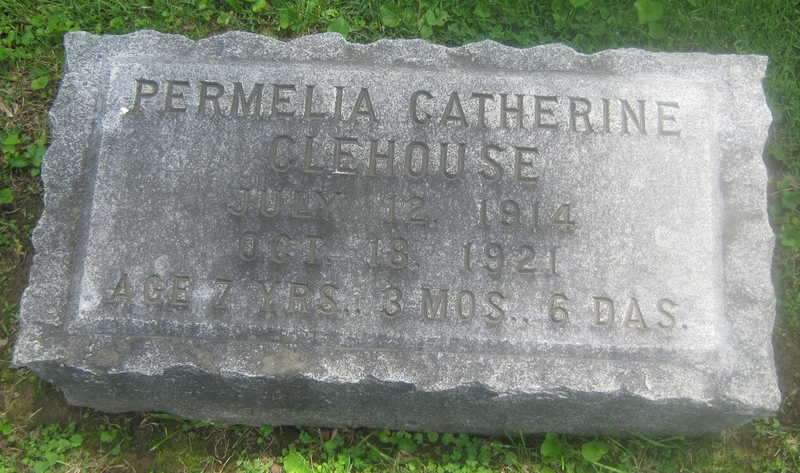 PERMELIA CATHERINE
CLEHOUSE
JULY 12, 1914
OCT. 18, 1921
AGE 7 YRS., 3 MOS., 6 DAS.